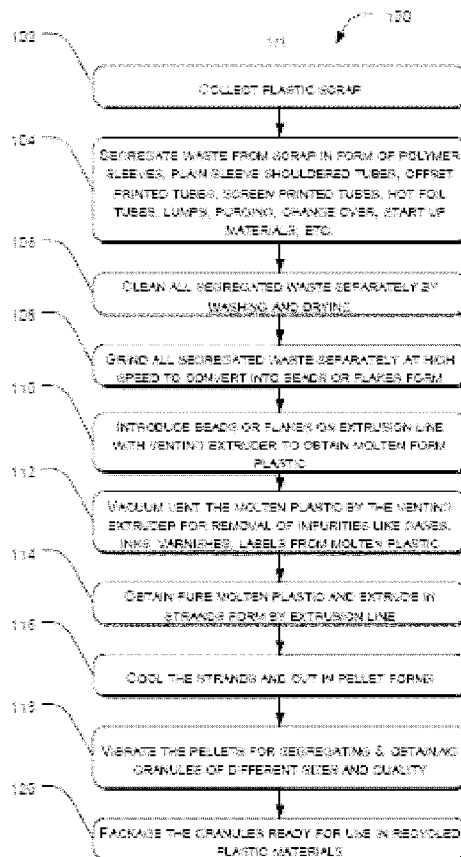 100
1/1
102
COLLECT PLASTIC SCRAP
104
SEGREGATE WASTE FROM SCRAP IN FORM OF POLYMER
SLEEVES, PLAIN SLEEVE SHOULDERED TUBES, OFFSET
PRINTED TUBES, SCREEN PRINTED TUBES, HOT FOIL
TUBES, LUMPS, PURGING, CHANGE OVER, START UP
MATERIALS, ETC.
106
CLEAN ALL SEGREGATED WASTE SEPARATELY BY
WASHING AND DRYING
108
GRIND ALL SEGREGATED WASTE SEPARATELY AT HIGH
SPEED TO CONVERT INTO BEADS OR FLAKES FORM
110
INTRODUCE BEADS OR FLAKES ON EXTRUSION LINE
WITH VENTING EXTRUDER TO OBTAIN MOLTEN FORM
PLASTIC
112
VACUUM VENT THE MOLTEN PLASTIC BY THE VENTING
EXTRUDER FOR REMOVAL OF IMPURITIES LIKE GASES,
INKS, VARNISHES, LABELS FROM MOLTEN PLASTIC
114
OBTAIN PURE MOLTEN PLASTIC AND EXTRUDE IN
STRANDS FORM BY EXTRUSION LINE
116
COOL THE STRANDS AND CUT IN PELLET FORMS
118
VIBRATE THE PELLETS FOR SEGREGATING & OBTAINING
GRANULES OF DIFFERENT SIZES AND QUALITY
120
PACKAGE THE GRANULES READY FOR USE IN RECYCLED
PLASTIC MATERIALS